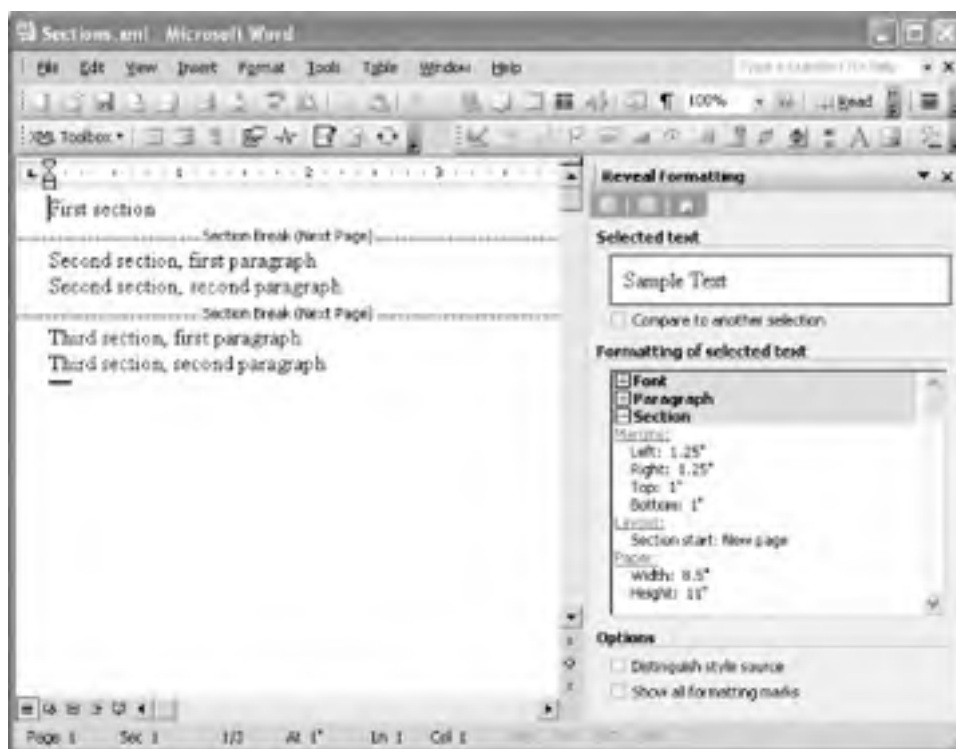 Sections.xml Microsoft Word
File Edit View Insert Format Tools Table Window Help
100% Read
XML Toolbox
1 2 3
First section
Section Break (Next Page)
Second section, first paragraph
Second section, second paragraph
Section Break (Next Page)
Third section, first paragraph
Third section, second paragraph
Reveal Formatting
Selected text
Sample Text
Compare to another selection
Formatting of selected text
Font
Paragraph
Section
Margins:
Left: 1.25"
Right: 1.25"
Top: 1"
Bottom: 1"
Layout:
Section start: New page
Paper:
Width: 8.5"
Height: 11"
Options
Distinguish style source
Show all formatting marks
Page 1 Sec 1 1/3 At 1" Ln 1 Col 1